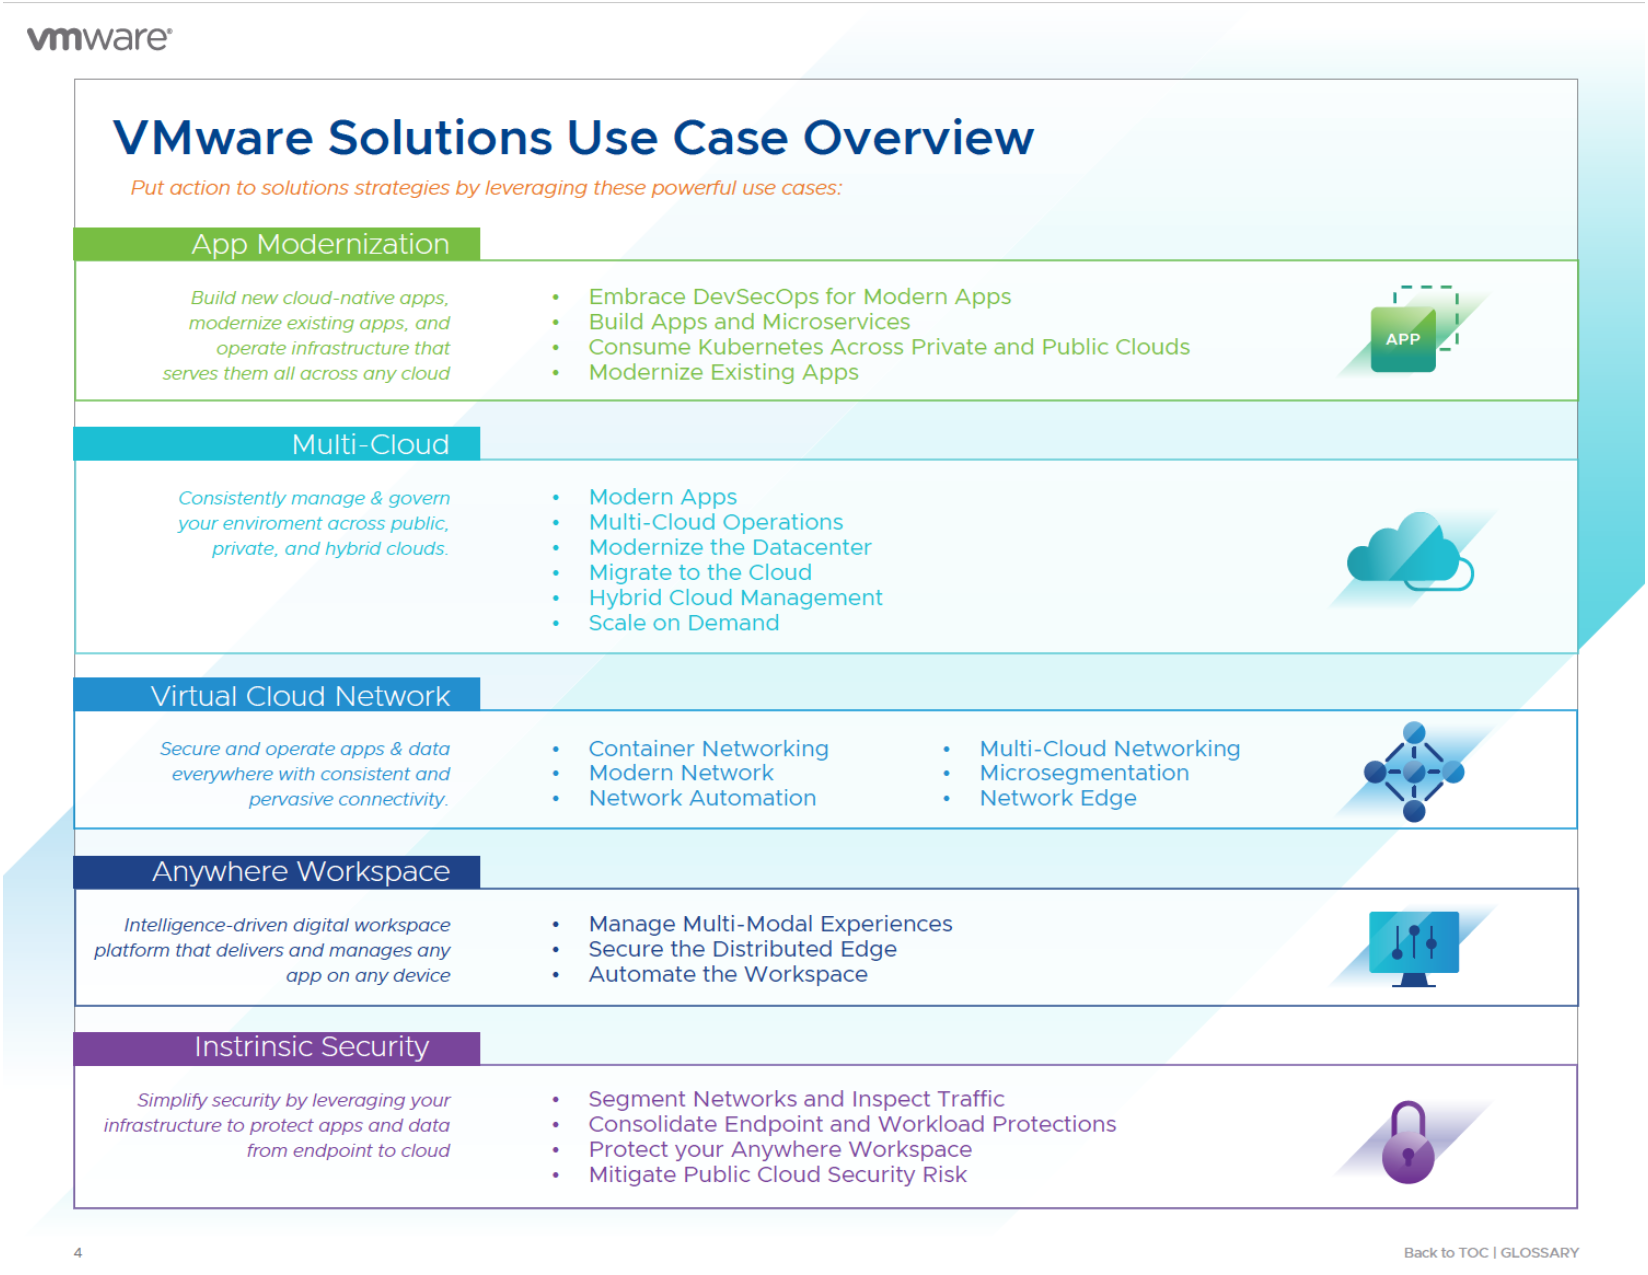 vmware®
VMware Solutions Use Case Overview
Put action to solutions strategies by leveraging these powerful use cases:
App Modernization
Build new cloud-native apps,
modernize existing apps, and
operate infrastructure that
serves them all across any cloud
• Embrace DevSecOps for Modern Apps
• Build Apps and Microservices
• Consume Kubernetes Across Private and Public Clouds
• Modernize Existing Apps
APP
Multi-Cloud
Consistently manage & govern
your enviroment across public,
private, and hybrid clouds.
• Modern Apps
• Multi-Cloud Operations
• Modernize the Datacenter
• Migrate to the Cloud
• Hybrid Cloud Management
• Scale on Demand
Virtual Cloud Network
Secure and operate apps & data
everywhere with consistent and
pervasive connectivity.
• Container Networking
• Modern Network
• Network Automation
• Multi-Cloud Networking
• Microsegmentation
• Network Edge
Anywhere Workspace
Intelligence-driven digital workspace
platform that delivers and manages any
app on any device
• Manage Multi-Modal Experiences
• Secure the Distributed Edge
• Automate the Workspace
Instrinsic Security
Simplify security by leveraging your
infrastructure to protect apps and data
from endpoint to cloud
• Segment Networks and Inspect Traffic
• Consolidate Endpoint and Workload Protections
• Protect your Anywhere Workspace
• Mitigate Public Cloud Security Risk
4
Back to TOC | GLOSSARY